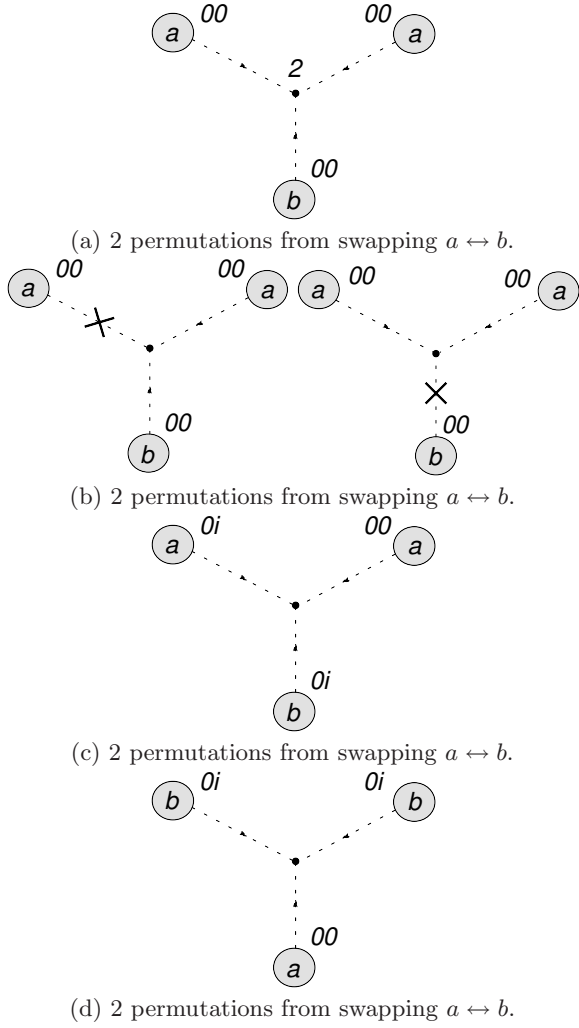 00 00
a a
2
00
b
(a) 2 permutations from swapping a ↔ b.
00 00 00 00
a a a a
00 00
b b
(b) 2 permutations from swapping a ↔ b.
0i 00
a a
0i
b
(c) 2 permutations from swapping a ↔ b.
0i 0i
b b
00
a
(d) 2 permutations from swapping a ↔ b.